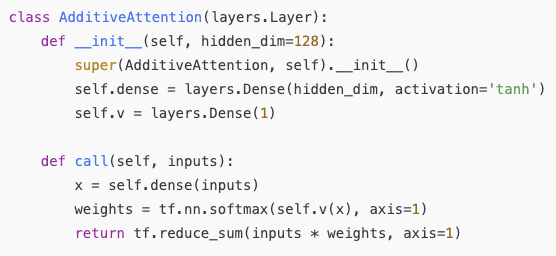 class AdditiveAttention(layers.Layer):
    def __init__(self, hidden_dim=128):
        super(AdditiveAttention, self).__init__()
        self.dense = layers.Dense(hidden_dim, activation='tanh')
        self.v = layers.Dense(1)

    def call(self, inputs):
        x = self.dense(inputs)
        weights = tf.nn.softmax(self.v(x), axis=1)
        return tf.reduce_sum(inputs * weights, axis=1)